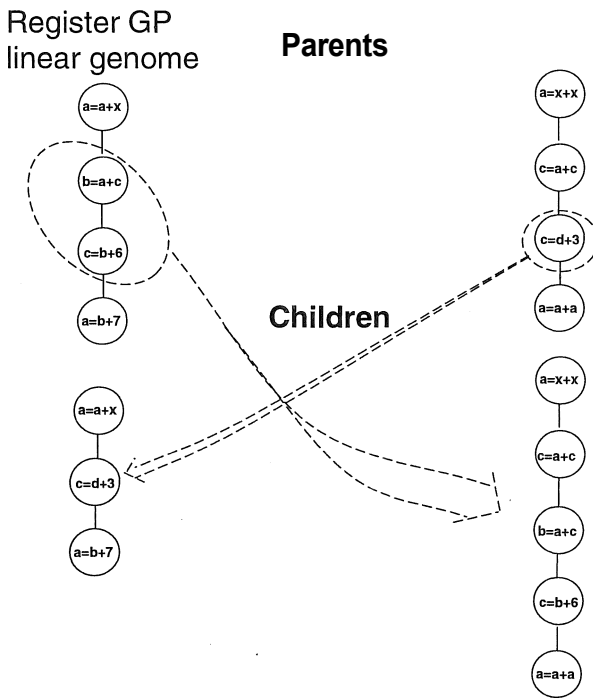 Register GP
linear genome
Parents
a=a+x
b=a+c
c=b+6
a=b+7
a=x+x
c=a+c
c=d+3
a=a+a
Children
a=a+x
c=d+3
a=b+7
a=x+x
c=a+c
b=a+c
c=b+6
a=a+a